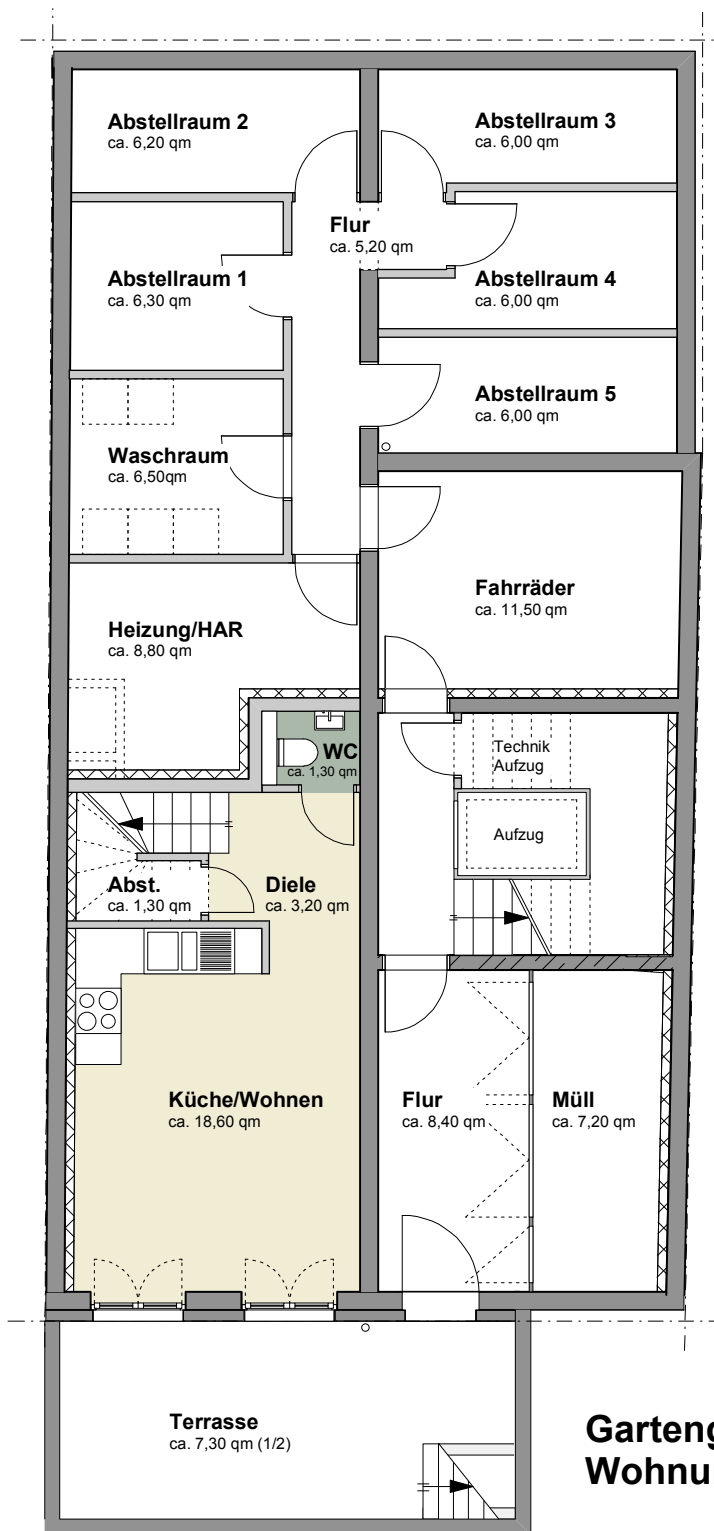 Abstellraum 2
ca. 6,20 qm
Abstellraum 3
ca. 6,00 qm
Flur
ca. 5,20 qm
Abstellraum 1
ca. 6,30 qm
Abstellraum 4
ca. 6,00 qm
Abstellraum 5
ca. 6,00 qm
Waschraum
ca. 6,50qm
Fahrräder
ca. 11,50 qm
Heizung/HAR
ca. 8,80 qm
WC
ca. 1,30 qm
Technik
Aufzug
Aufzug
Abst.
ca. 1,30 qm
Diele
ca. 3,20 qm
Küche/Wohnen
ca. 18,60 qm
Flur
ca. 8,40 qm
Müll
ca. 7,20 qm
Terrasse
ca. 7,30 qm (1/2)
Garteng
Wohnu